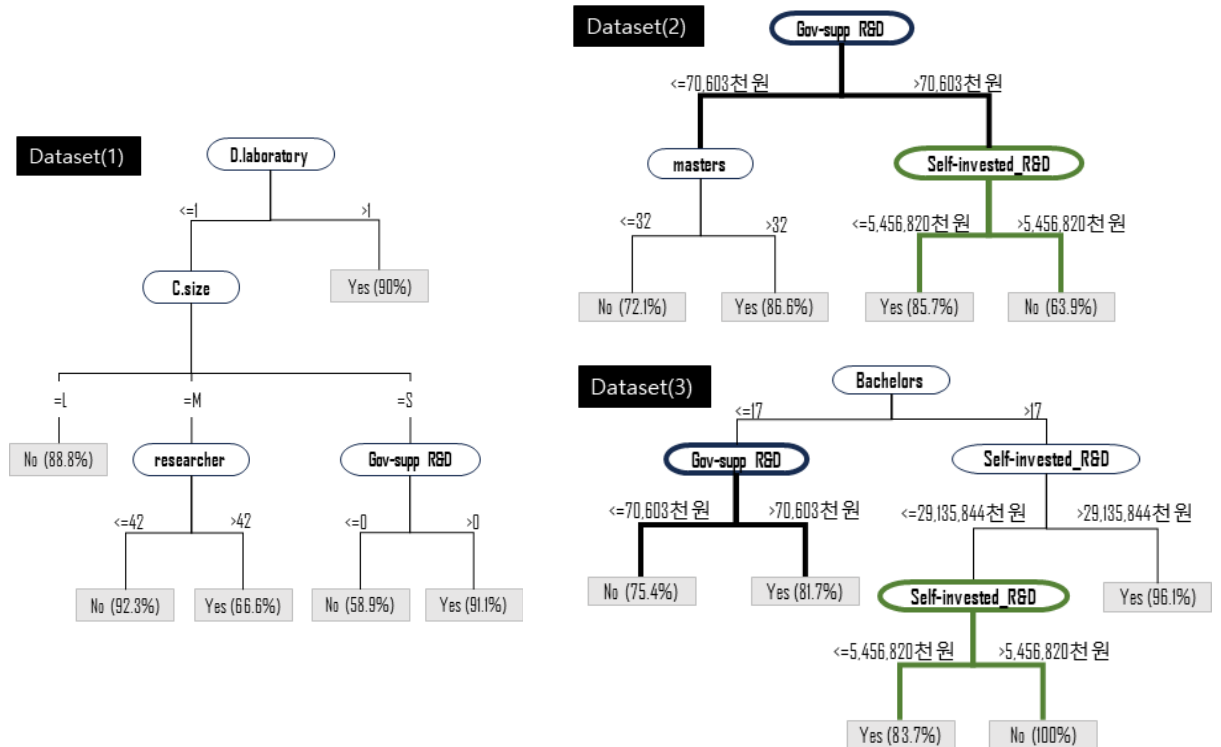 Dataset(1)
D.laboratory
<=1
>1
C.size
Yes (90%)
=L
=M
=S
No (88.8%)
researcher
Gov-supp R&D
<=42
>42
<=0
>0
No (92.3%)
Yes (66.6%)
No (58.9%)
Yes (91.1%)
Dataset(2)
Gov-supp R&D
<=70,603천원
>70,603천원
masters
Self-invested_R&D
<=32
>32
<=5,456,820천원
>5,456,820천원
No (72.1%)
Yes (86.6%)
Yes (85.7%)
No (63.9%)
Dataset(3)
Bachelors
<=17
>17
Gov-supp R&D
Self-invested_R&D
<=70,603천원
>70,603천원
<=29,135,844천원
>29,135,844천원
No (75.4%)
Yes (81.7%)
Self-invested_R&D
Yes (96.1%)
<=5,456,820천원
>5,456,820천원
Yes (83.7%)
No (100%)